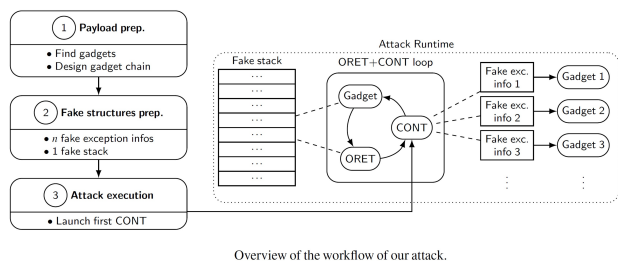 1 Payload prep.
• Find gadgets
• Design gadget chain
2 Fake structures prep.
• n fake exception infos
• 1 fake stack
3 Attack execution
• Launch first CONT
Attack Runtime
Fake stack
...
...
...
...
...
...
...
...
ORET+CONT loop
Gadget
CONT
ORET
Fake exc.
info 1
Gadget 1
Fake exc.
info 2
Gadget 2
Fake exc.
info 3
Gadget 3
⋮
⋮
Overview of the workflow of our attack.